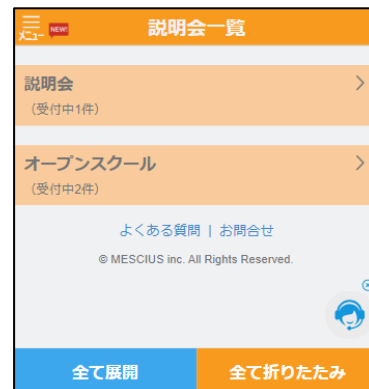 メニュー NEW! 説明会一覧
説明会
（受付中1件）
オープンスクール
（受付中2件）
よくある質問 | お問合せ
© MESCIUS inc. All Rights Reserved.
全て展開 全て折りたたみ